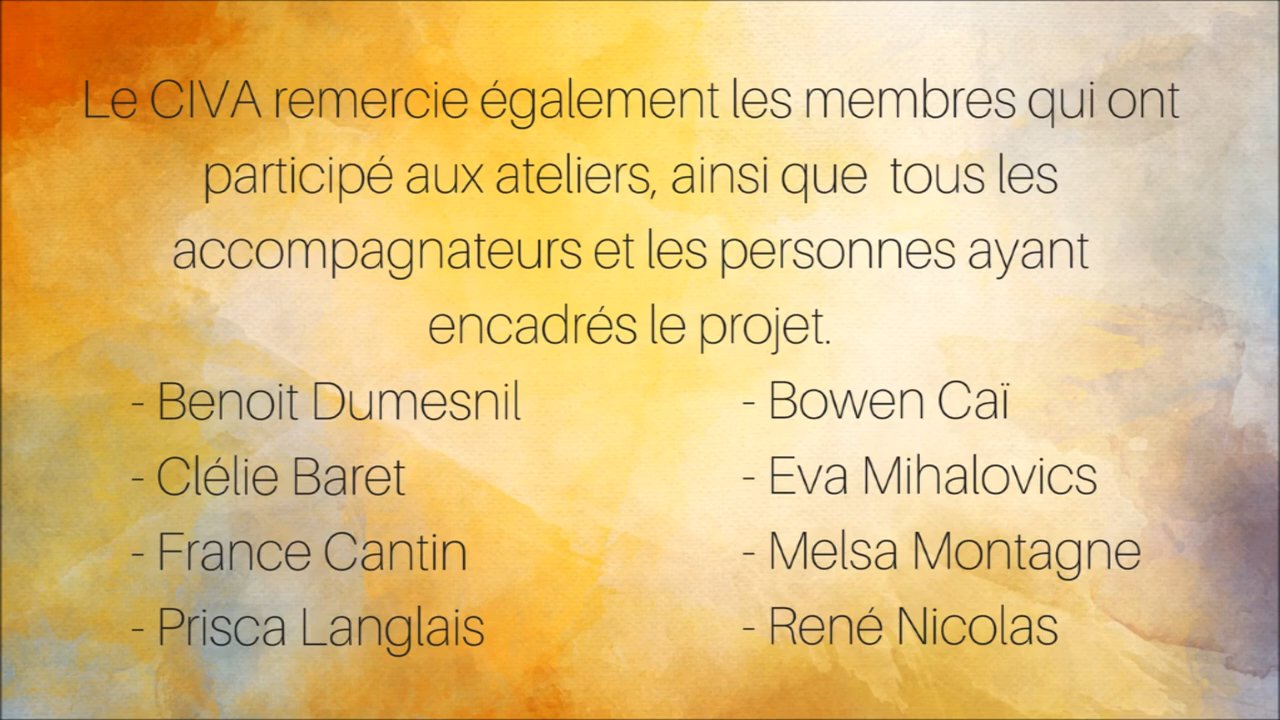 Le CIVA remercie également les membres qui ont
participé aux ateliers, ainsi que  tous les
accompagnateurs et les personnes ayant
encadrés le projet.
- Benoit Dumesnil
- Clélie Baret
- France Cantin
- Prisca Langlais
- Bowen Caï
- Eva Mihalovics
- Melsa Montagne
- René Nicolas